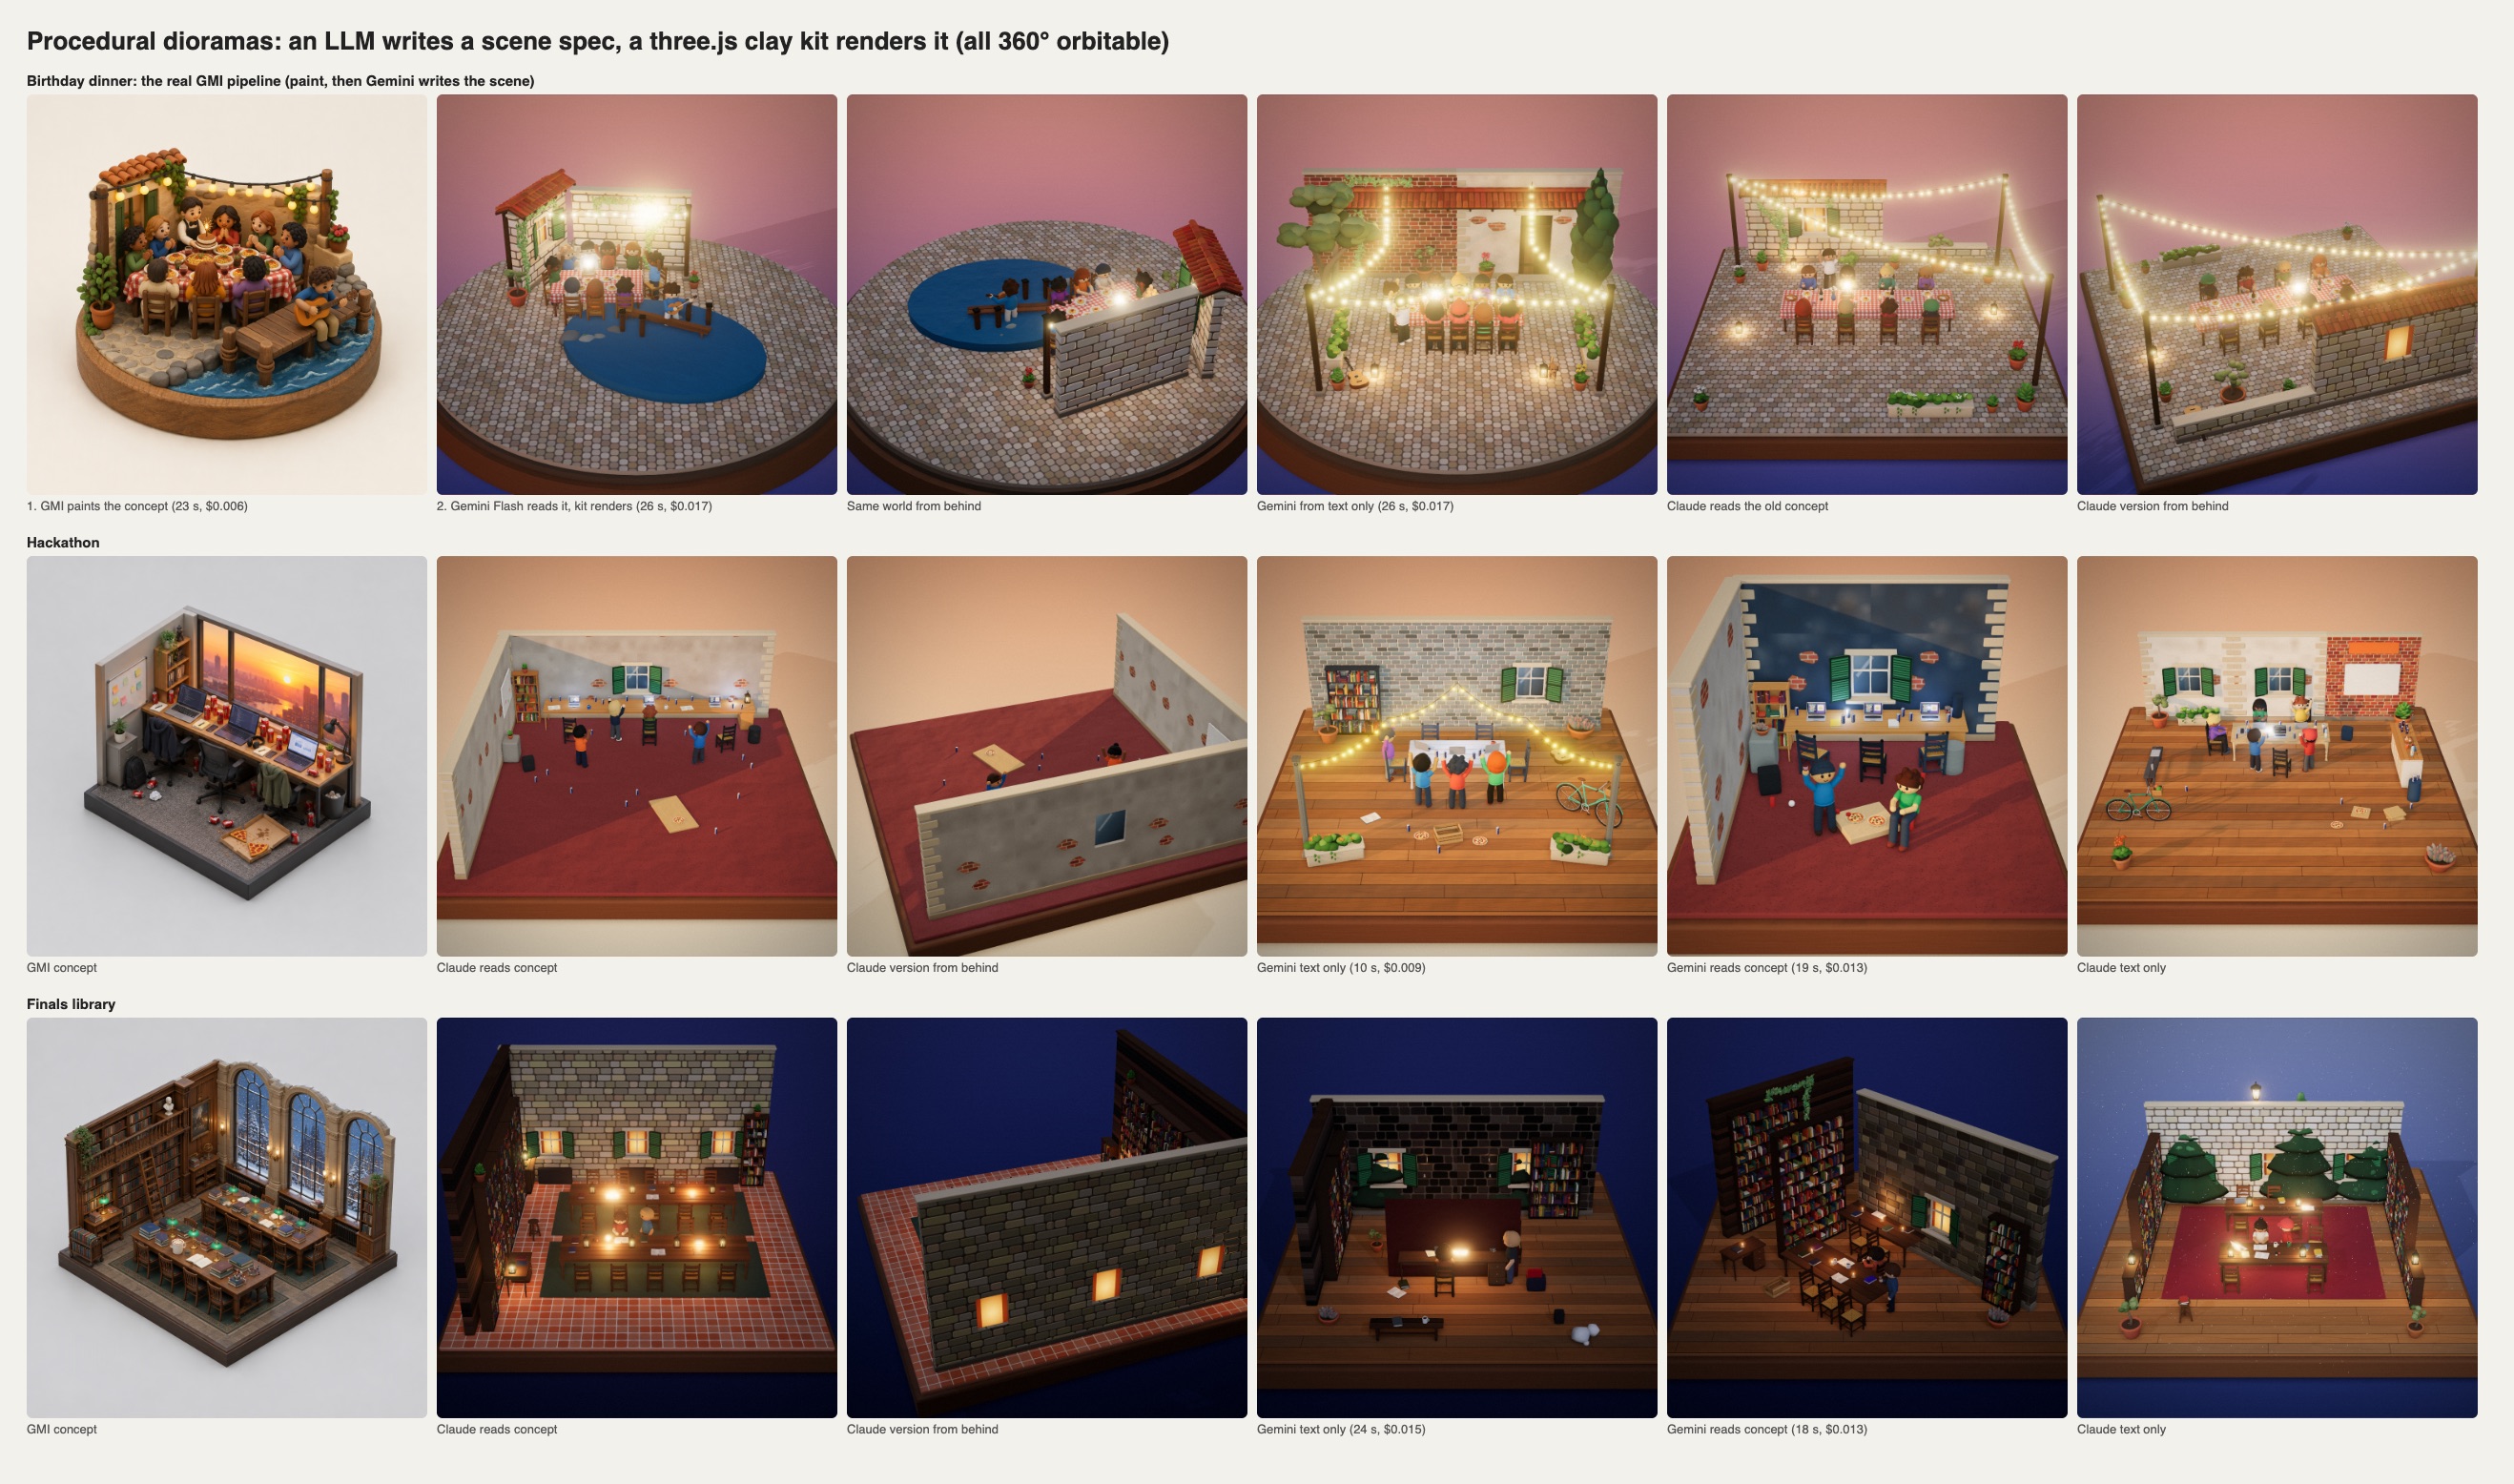 Procedural dioramas: an LLM writes a scene spec, a three.js clay kit renders it (all 360° orbitable)
Birthday dinner: the real GMI pipeline (paint, then Gemini writes the scene)
1. GMI paints the concept (23 s, $0.006)
2. Gemini Flash reads it, kit renders (26 s, $0.017)
Same world from behind
Gemini from text only (26 s, $0.017)
Claude reads the old concept
Claude version from behind
Hackathon
GMI concept
Claude reads concept
Claude version from behind
Gemini text only (10 s, $0.009)
Gemini reads concept (19 s, $0.013)
Claude text only
Finals library
GMI concept
Claude reads concept
Claude version from behind
Gemini text only (24 s, $0.015)
Gemini reads concept (18 s, $0.013)
Claude text only